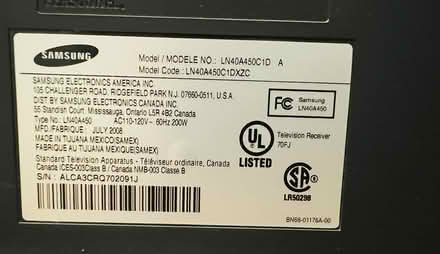 SAMSUNG
Model / MODELE NO.: LN40A450C1D A
Model Code: LN40A450C1DXZC
SAMSUNG ELECTRONICS AMERICA INC.
105 CHALLENGER ROAD, RIDGEFIELD PARK N.J. 07660-0511, U.S.A.
DIST BY SAMSUNG ELECTRONICS CANADA INC.
55 Standish Court Mississauga, Ontario L5R 4B2 Canada
Type No.: LN40A450 AC110-120V~ 60Hz 200W
MFD/FABRIQUE: JULY 2008
MADE IN TIJUANA MEXICO(SAMEX)
FABRIQUE AU TIJUANA MEXIQUE(SAMEX)
Standard Television Apparatus - Téléviseur ordinaire, Canada
Canada ICES-003Class B / Canada NMB-003 Classe B
S/N : ALCA3CRQ702091J
FC Samsung
LN40A450
UL
LISTED
Television Receiver
70FJ
SA
LR50298
BN68-01176A-00